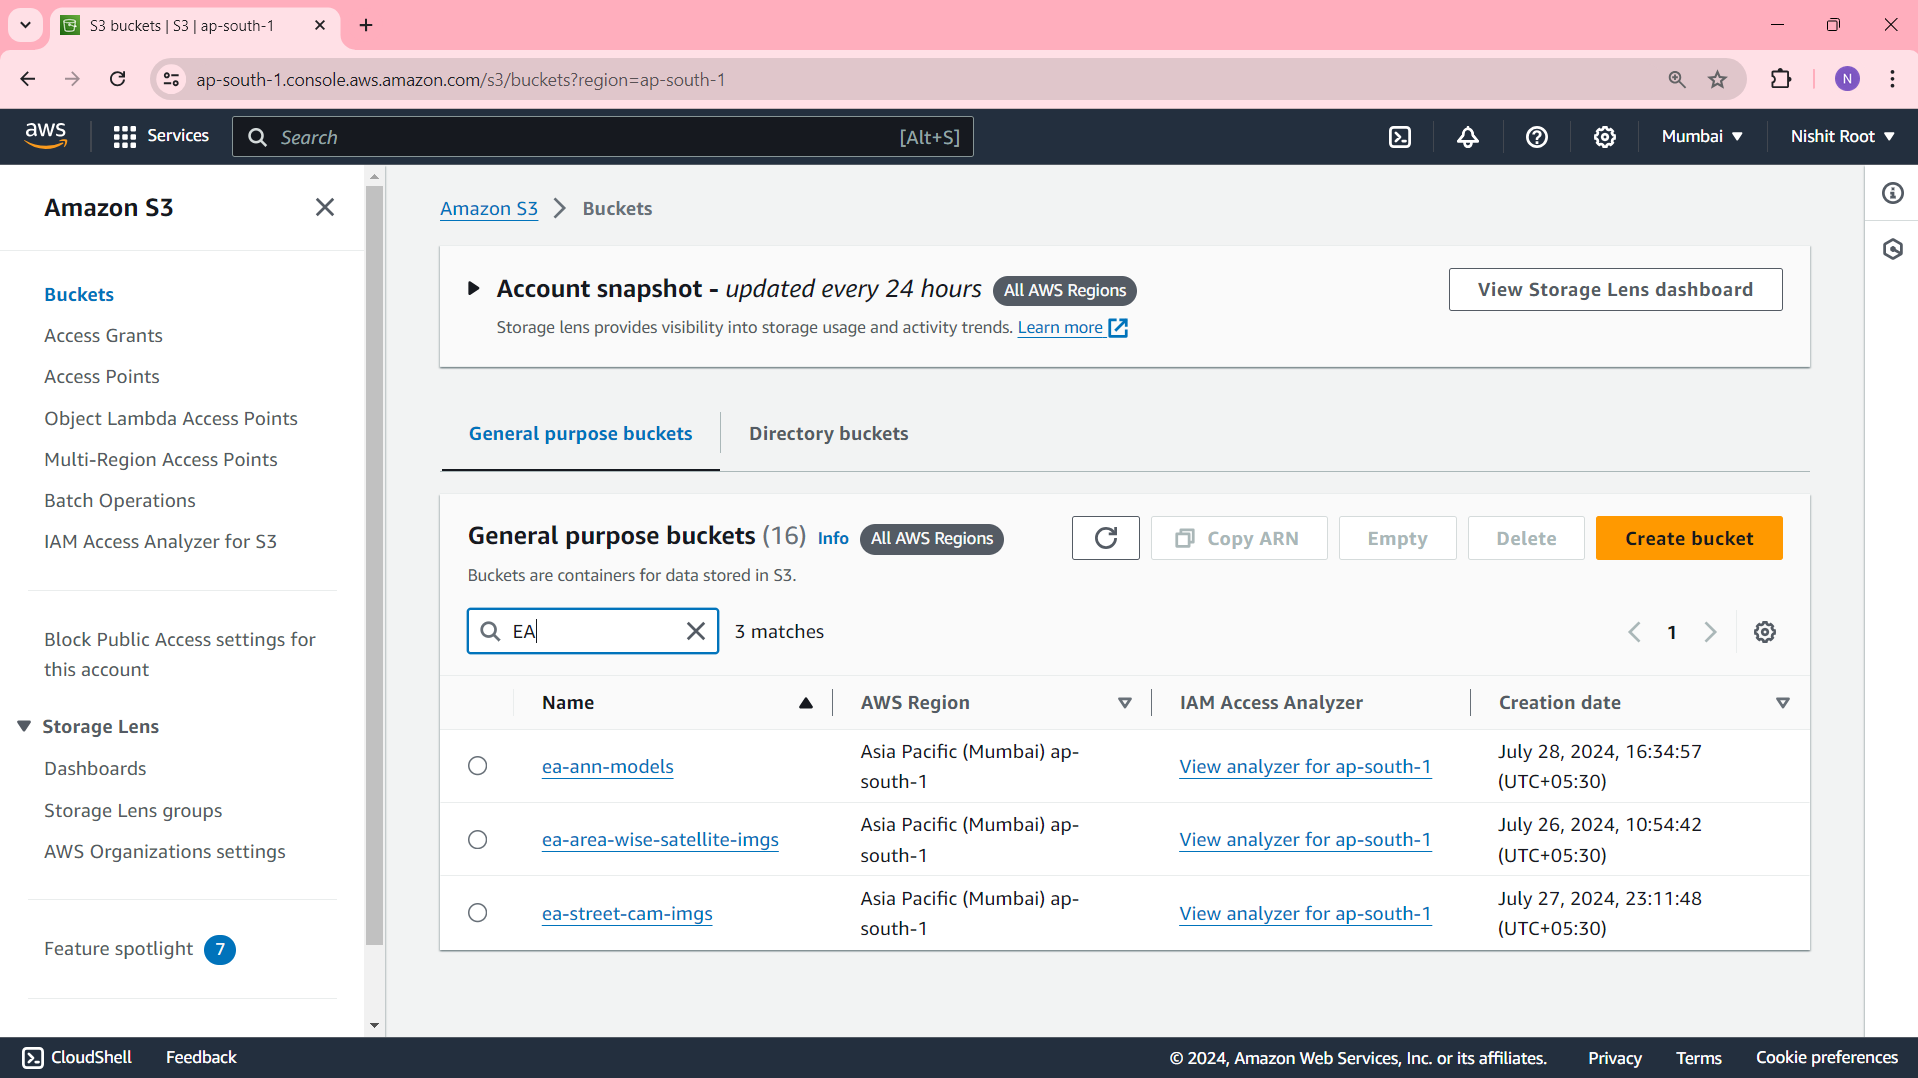 S3 buckets | S3 | ap-south-1
ap-south-1.console.aws.amazon.com/s3/buckets?region=ap-south-1
N
aws
Services
Search
[Alt+S]
Mumbai
Nishit Root
Amazon S3
Buckets
Access Grants
Access Points
Object Lambda Access Points
Multi-Region Access Points
Batch Operations
IAM Access Analyzer for S3
Block Public Access settings for
this account
Storage Lens
Dashboards
Storage Lens groups
AWS Organizations settings
Feature spotlight 7
Amazon S3 Buckets
Account snapshot - updated every 24 hours All AWS Regions
View Storage Lens dashboard
Storage lens provides visibility into storage usage and activity trends. Learn more
General purpose buckets
Directory buckets
General purpose buckets (16) Info All AWS Regions
Copy ARN
Empty
Delete
Create bucket
Buckets are containers for data stored in S3.
EA
3 matches
1
Name
AWS Region
IAM Access Analyzer
Creation date
ea-ann-models
Asia Pacific (Mumbai) ap-
south-1
View analyzer for ap-south-1
July 28, 2024, 16:34:57
(UTC+05:30)
ea-area-wise-satellite-imgs
Asia Pacific (Mumbai) ap-
south-1
View analyzer for ap-south-1
July 26, 2024, 10:54:42
(UTC+05:30)
ea-street-cam-imgs
Asia Pacific (Mumbai) ap-
south-1
View analyzer for ap-south-1
July 27, 2024, 23:11:48
(UTC+05:30)
CloudShell
Feedback
© 2024, Amazon Web Services, Inc. or its affiliates.
Privacy
Terms
Cookie preferences